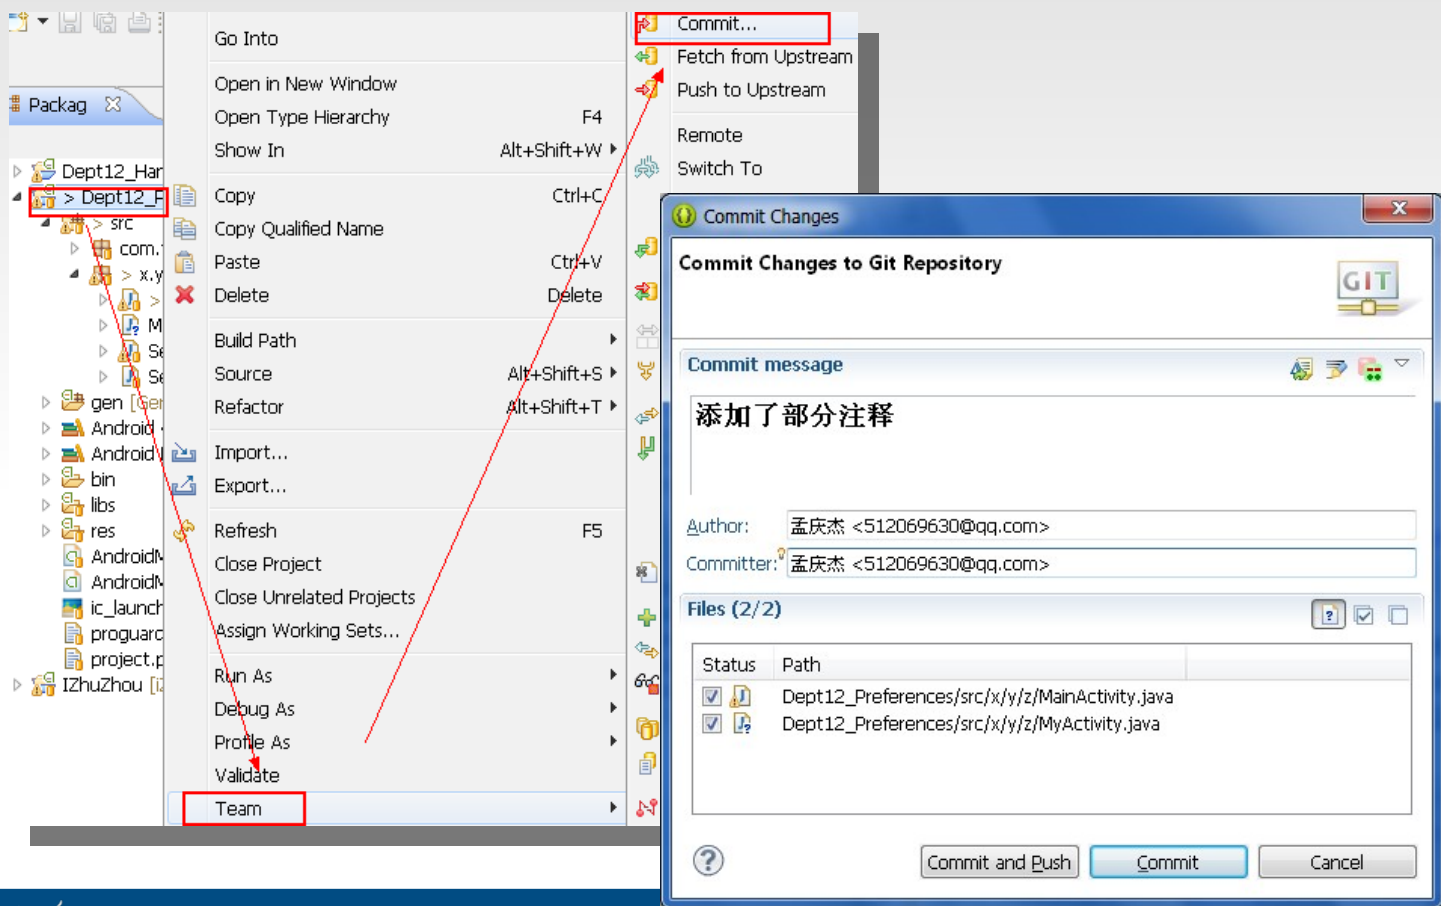 Packag
Dept12_Har
> Dept12_P
> src
com.
> x.y
>
M
Se
Se
gen [Gen
Android
Android
bin
libs
res
AndroidM
AndroidM
ic_launch
proguard
project.p
IZhuZhou [i
Go Into
Open in New Window
Open Type Hierarchy F4
Show In Alt+Shift+W
Copy Ctrl+C
Copy Qualified Name
Paste Ctrl+V
Delete Delete
Build Path
Source Alt+Shift+S
Refactor Alt+Shift+T
Import...
Export...
Refresh F5
Close Project
Close Unrelated Projects
Assign Working Sets...
Run As
Debug As
Profile As
Validate
Team
Commit...
Fetch from Upstream
Push to Upstream
Remote
Switch To
Commit Changes
Commit Changes to Git Repository
GIT
Commit message
添加了部分注释
Author: 孟庆杰 <512069630@qq.com>
Committer: 孟庆杰 <512069630@qq.com>
Files (2/2)
Status Path
Dept12_Preferences/src/x/y/z/MainActivity.java
Dept12_Preferences/src/x/y/z/MyActivity.java
Commit and Push Commit Cancel